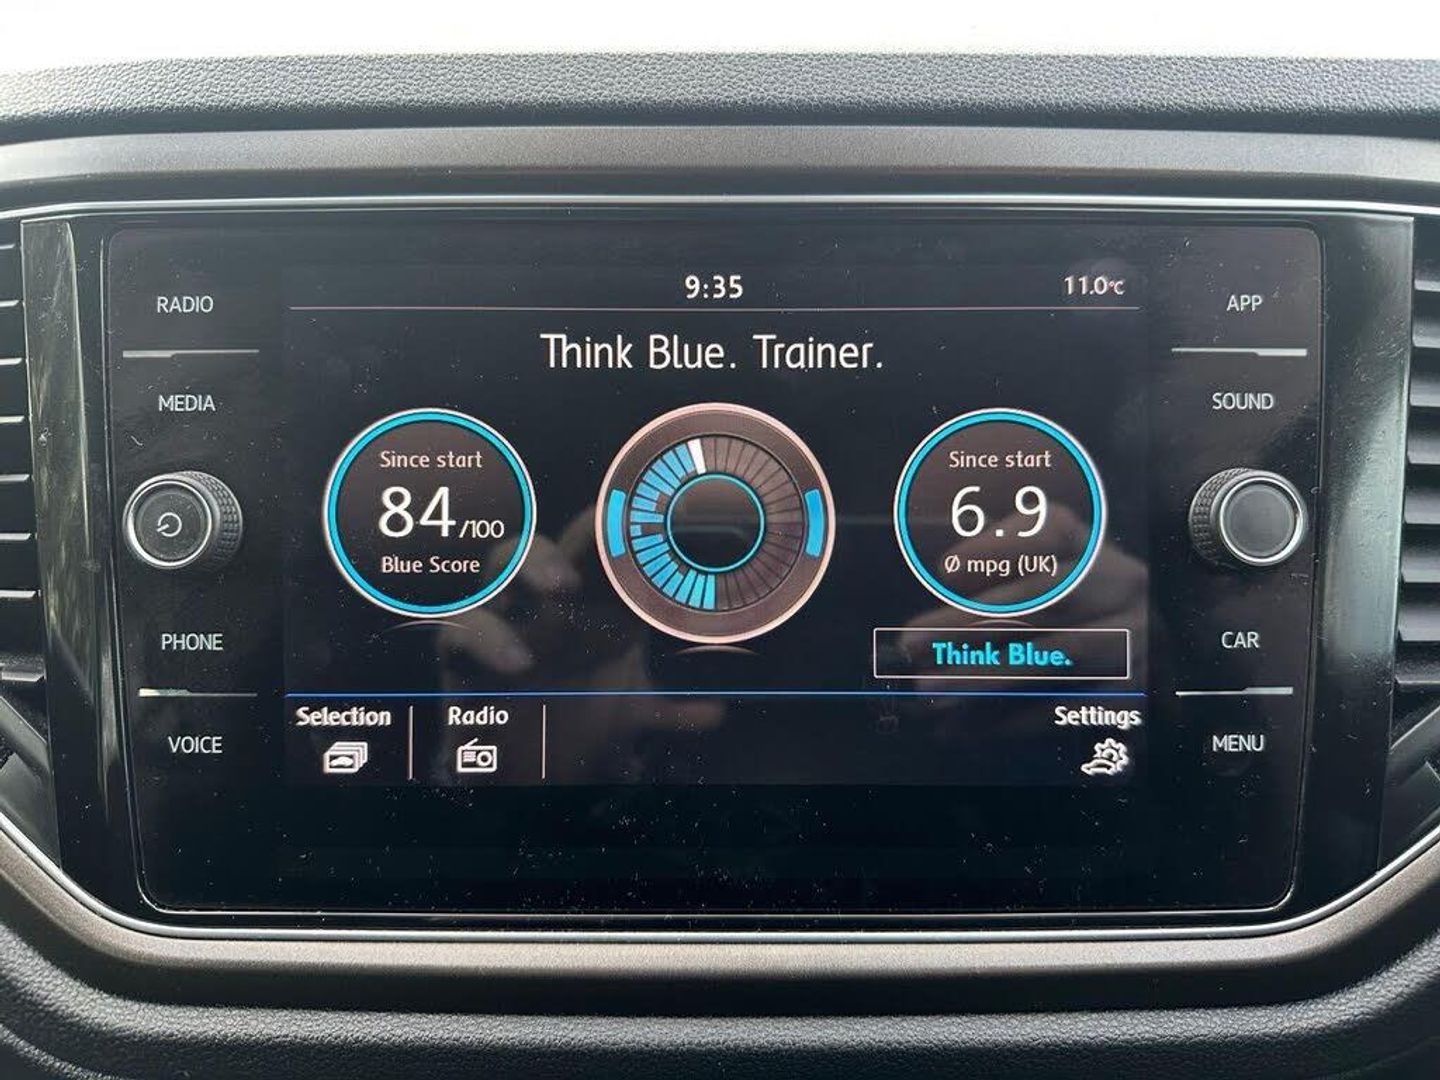 9:35
11.0°C
RADIO
MEDIA
PHONE
VOICE
Think Blue. Trainer.
Since start
84/100
Blue Score
Since start
6.9
Ø mpg (UK)
Think Blue.
Selection
Radio
Settings
APP
SOUND
CAR
MENU